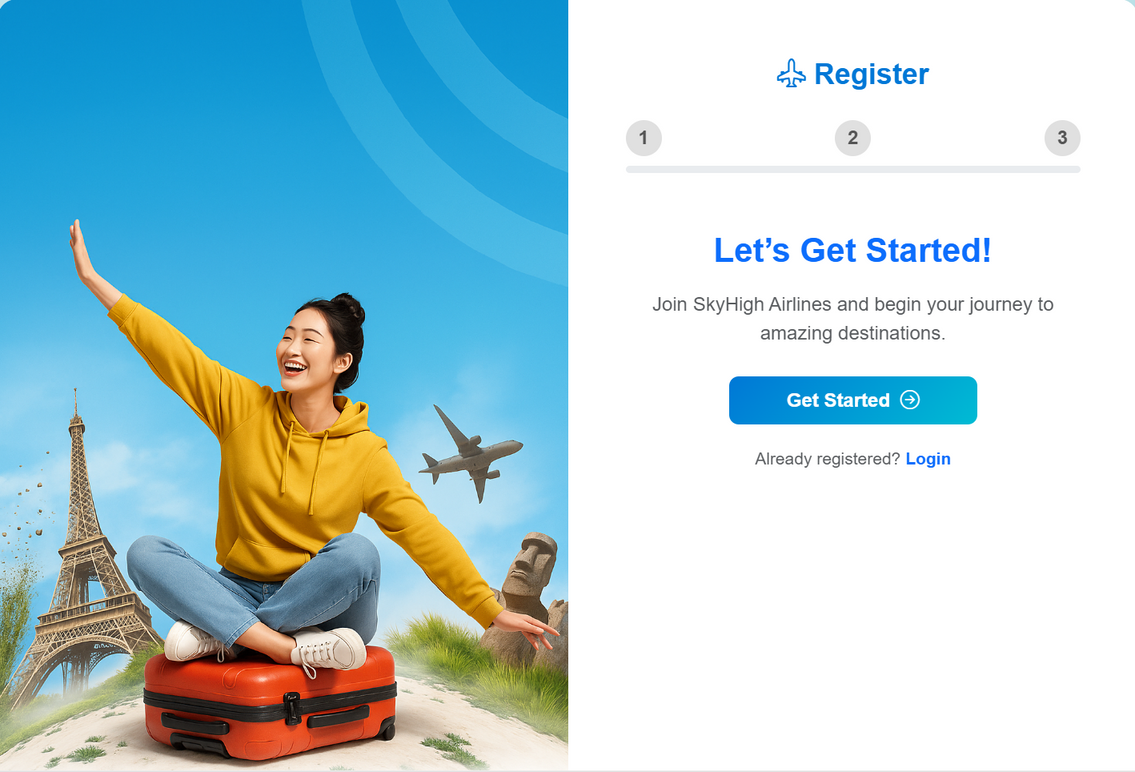 Register
1 2 3
Let’s Get Started!
Join SkyHigh Airlines and begin your journey to
amazing destinations.
Get Started
Already registered? Login